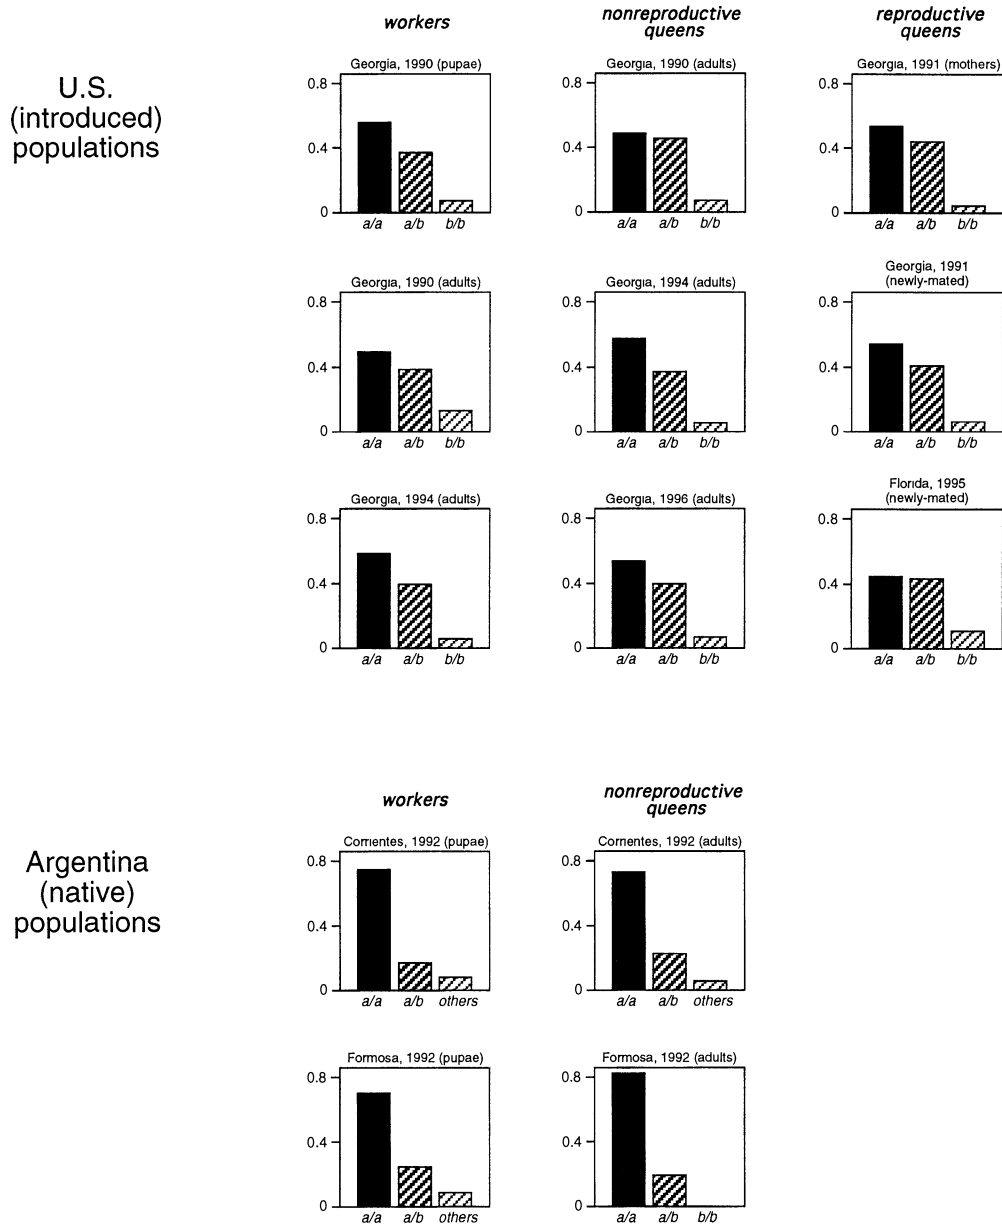 workers
nonreproductive
queens
reproductive
queens
U.S.
(introduced)
populations
Georgia, 1990 (pupae)
0.8
0.4
0
a/a a/b b/b
Georgia, 1990 (adults)
0.8
0.4
0
a/a a/b b/b
Georgia, 1991 (mothers)
0.8
0.4
0
a/a a/b b/b
Georgia, 1990 (adults)
0.8
0.4
0
a/a a/b b/b
Georgia, 1994 (adults)
0.8
0.4
0
a/a a/b b/b
Georgia, 1991
(newly-mated)
0.8
0.4
0
a/a a/b b/b
Georgia, 1994 (adults)
0.8
0.4
0
a/a a/b b/b
Georgia, 1996 (adults)
0.8
0.4
0
a/a a/b b/b
Florida, 1995
(newly-mated)
0.8
0.4
0
a/a a/b b/b
workers
nonreproductive
queens
Argentina
(native)
populations
Corrientes, 1992 (pupae)
0.8
0.4
0
a/a a/b others
Corrientes, 1992 (adults)
0.8
0.4
0
a/a a/b others
Formosa, 1992 (pupae)
0.8
0.4
0
a/a a/b others
Formosa, 1992 (adults)
0.8
0.4
0
a/a a/b b/b